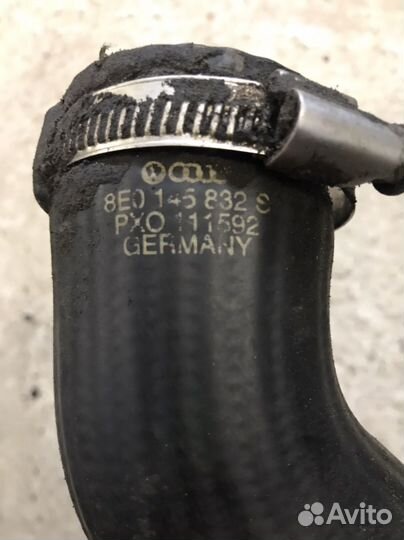 8E0 145 832 S
PXO 111592
GERMANY
Avito